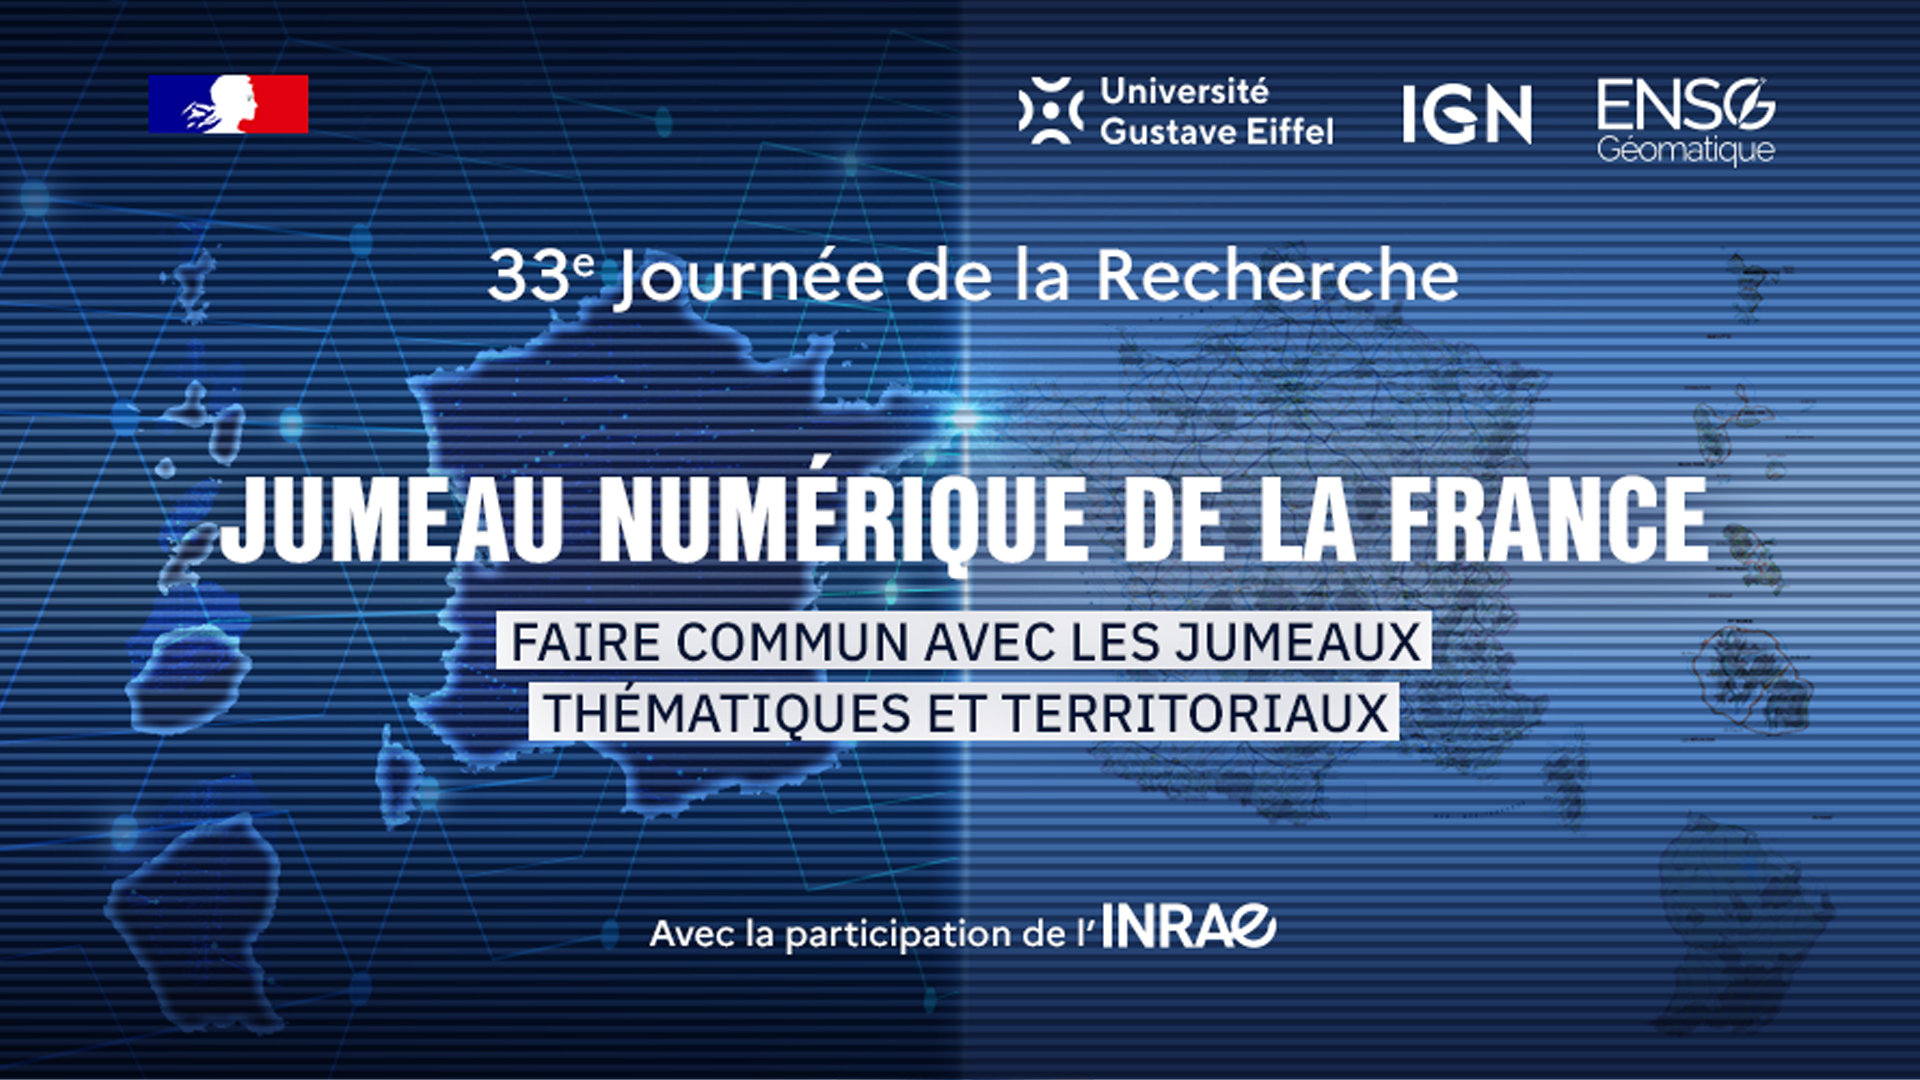 Université
Gustave Eiffel
IGN
ENSG
Géomatique
33e Journée de la Recherche
JUMEAU NUMÉRIQUE DE LA FRANCE
FAIRE COMMUN AVEC LES JUMEAUX
THÉMATIQUES ET TERRITORIAUX
Avec la participation de l'INRAE